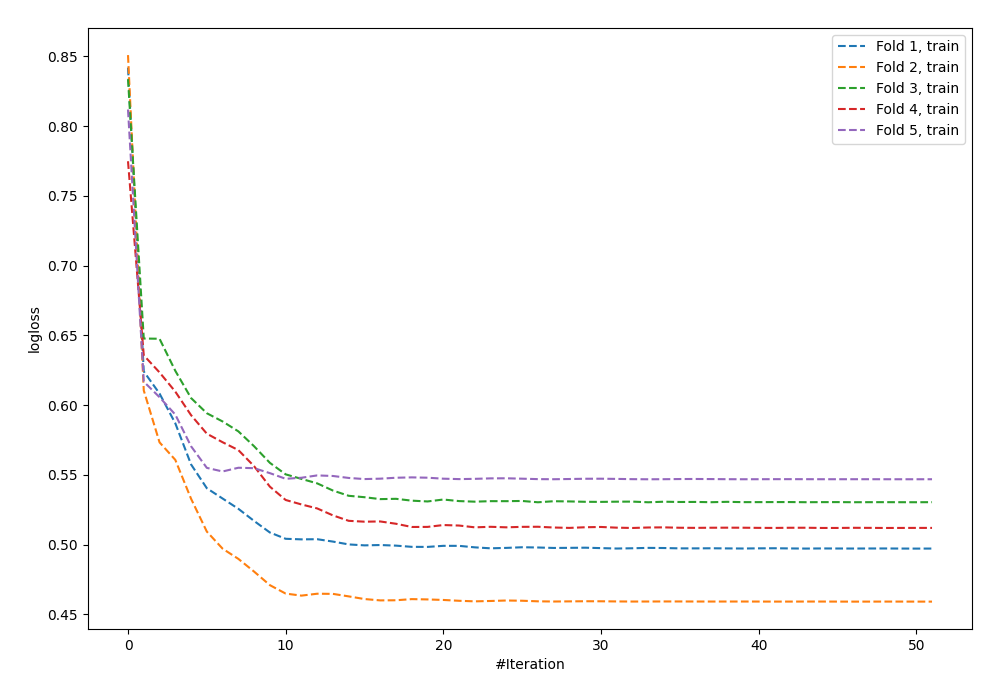 0.85
0.80
0.75
0.70
0.65
0.60
0.55
0.50
0.45
logloss
0
10
20
30
40
50
#Iteration
Fold 1, train
Fold 2, train
Fold 3, train
Fold 4, train
Fold 5, train